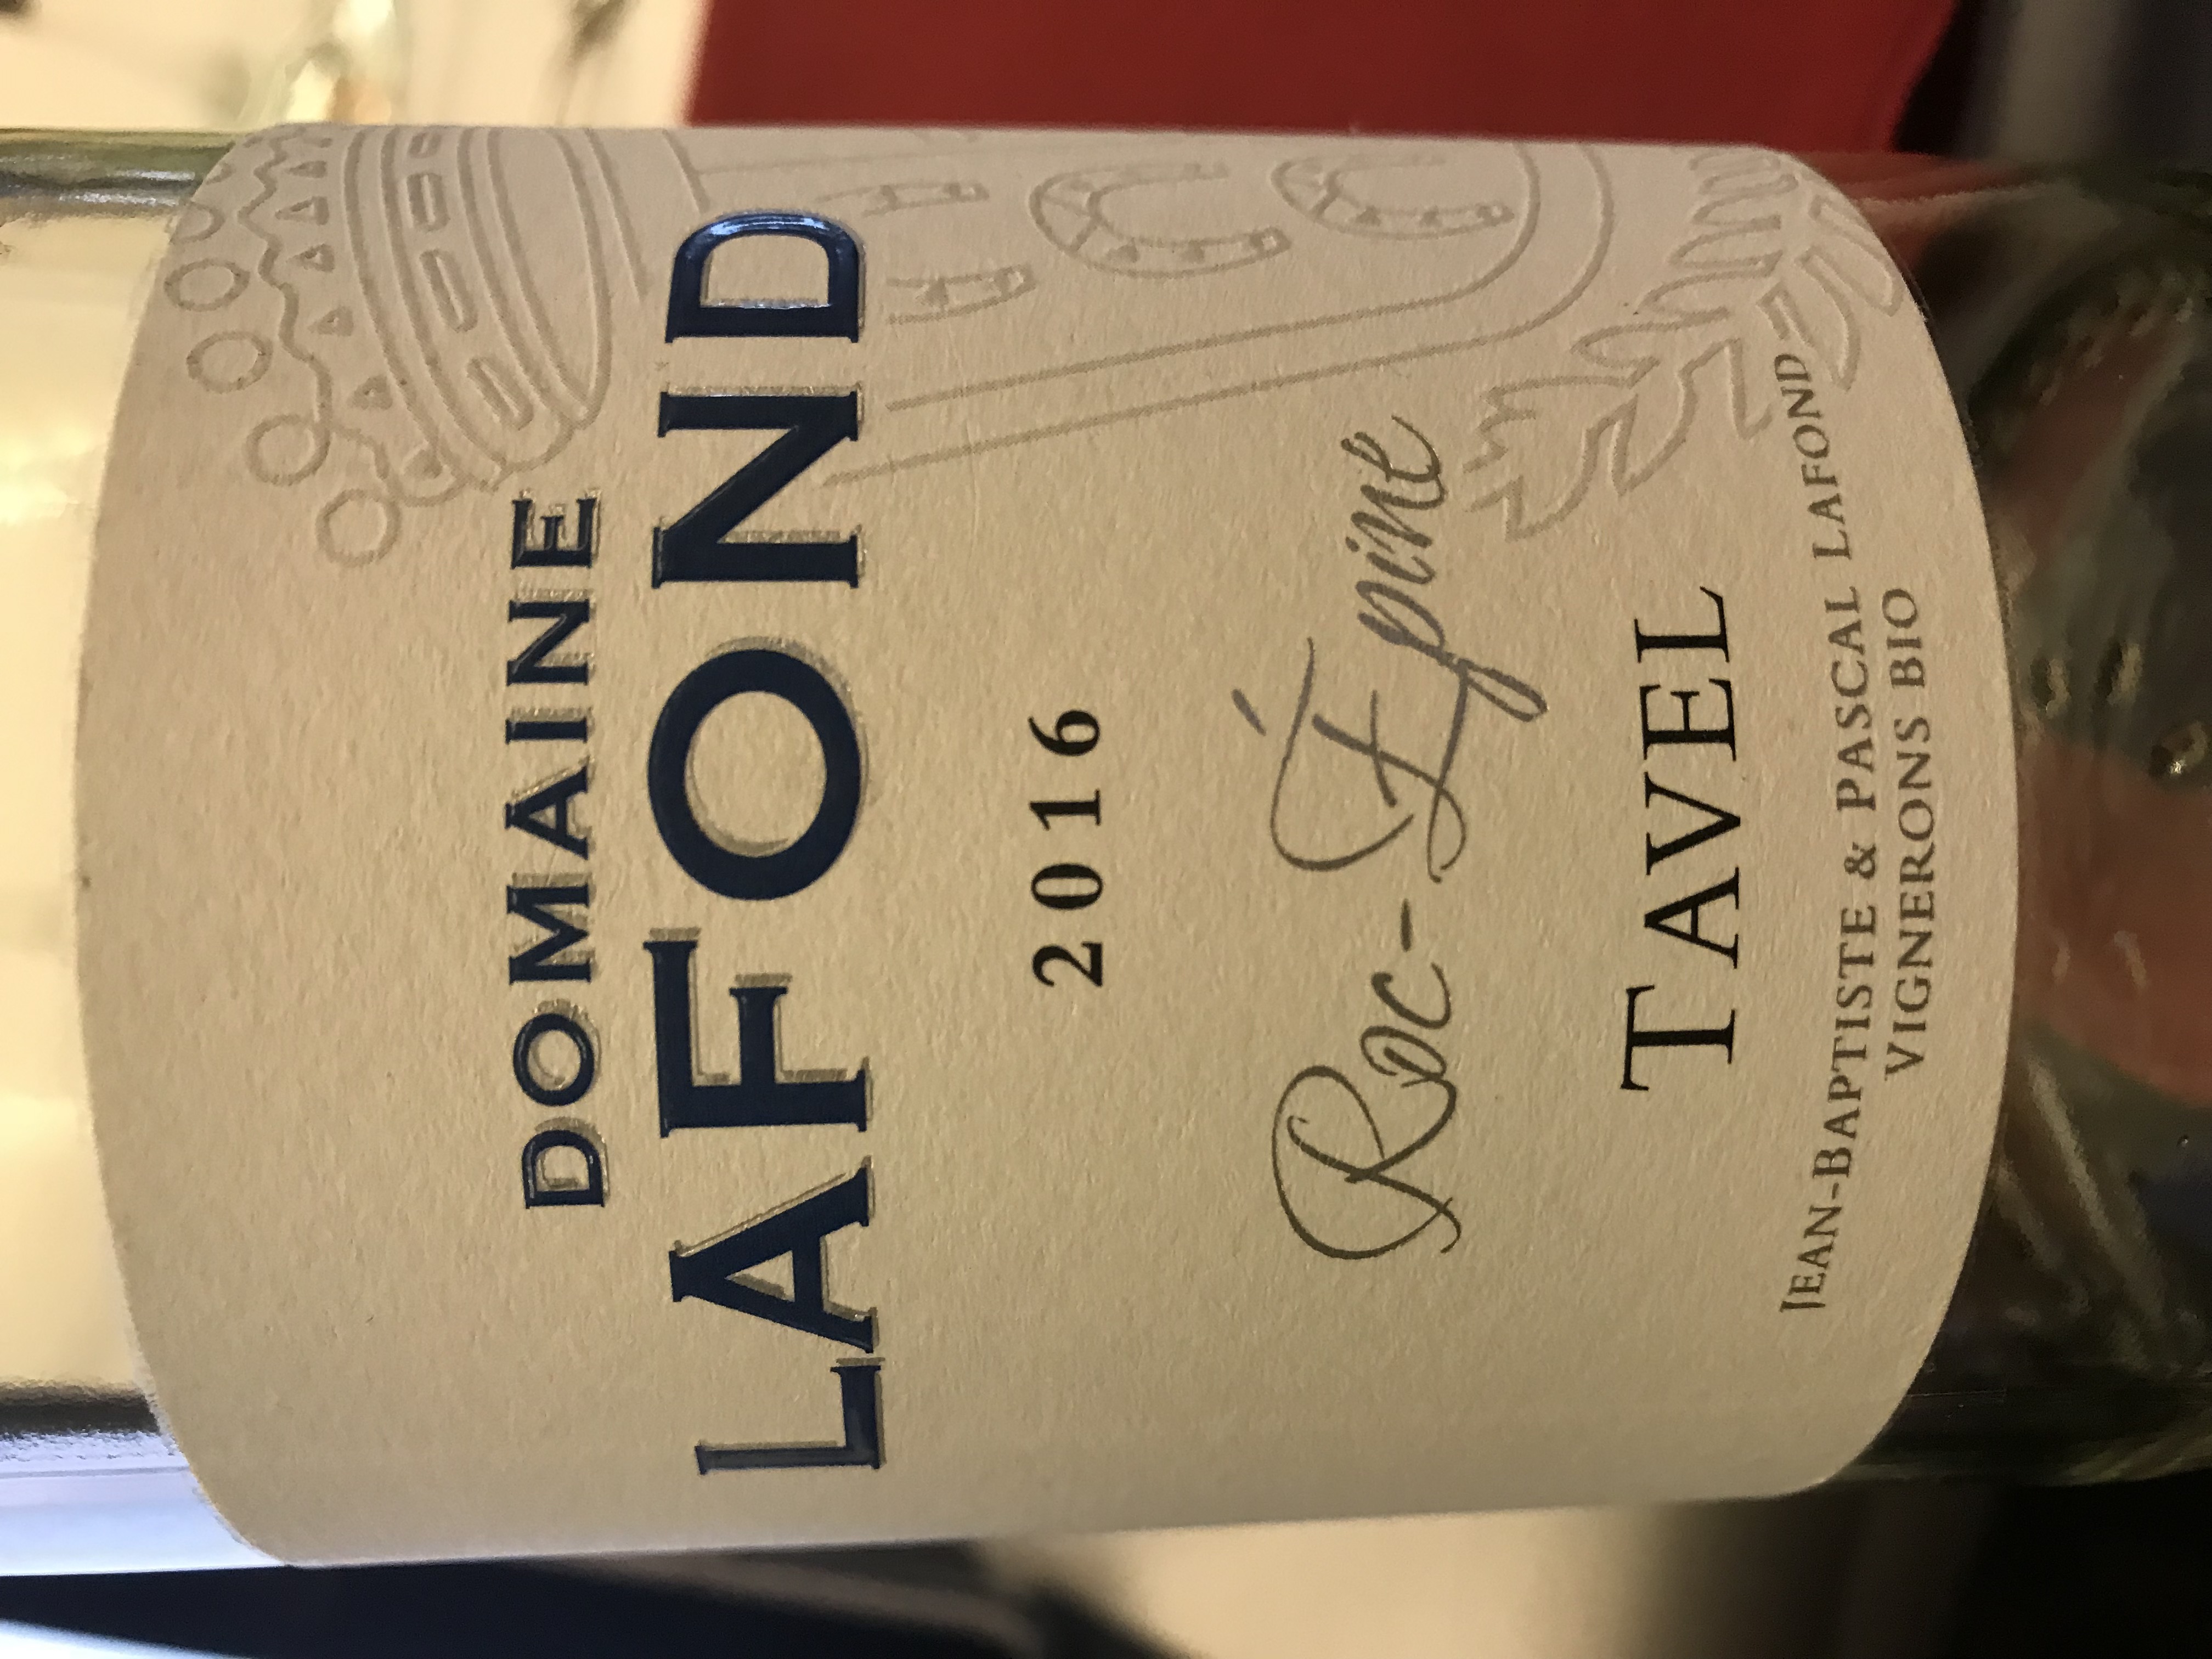 DOMAINE
LAFOND
2016
Roc-Épine
TAVEL
JEAN-BAPTISTE & PASCAL LAFOND
VIGNERONS BIO